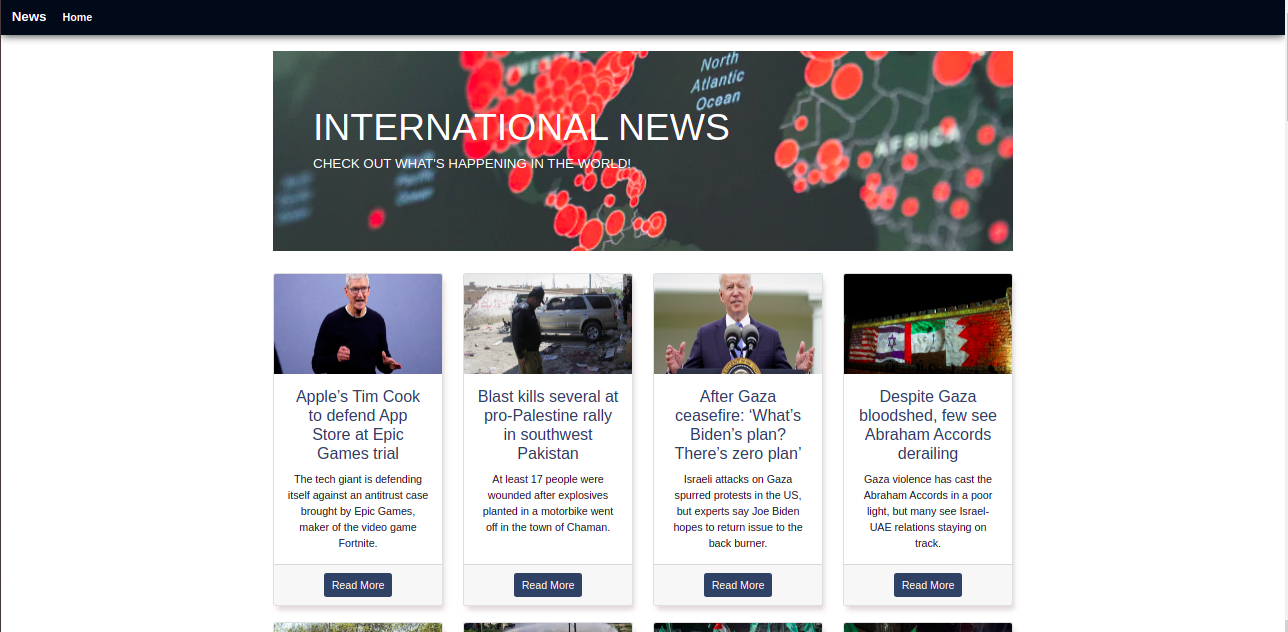 News Home
North
Atlantic
Ocean
AFRICA
INTERNATIONAL NEWS
CHECK OUT WHAT'S HAPPENING IN THE WORLD!
Pacific
Ocean
Apple’s Tim Cook
to defend App
Store at Epic
Games trial
The tech giant is defending
itself against an antitrust case
brought by Epic Games,
maker of the video game
Fortnite.
Read More
Blast kills several at
pro-Palestine rally
in southwest
Pakistan
At least 17 people were
wounded after explosives
planted in a motorbike went
off in the town of Chaman.
Read More
After Gaza
ceasefire: ‘What’s
Biden’s plan?
There’s zero plan’
Israeli attacks on Gaza
spurred protests in the US,
but experts say Joe Biden
hopes to return issue to the
back burner.
Read More
Despite Gaza
bloodshed, few see
Abraham Accords
derailing
Gaza violence has cast the
Abraham Accords in a poor
light, but many see Israel-
UAE relations staying on
track.
Read More